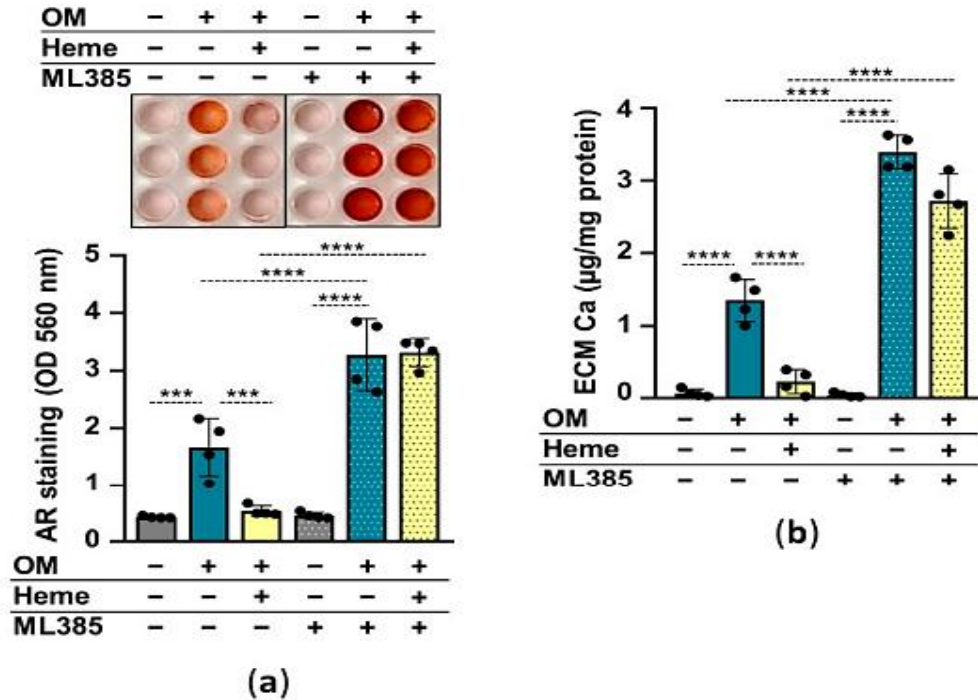 OM – + + – + +
Heme – – + – – +
ML385 – – – + + +
****
****
****
*** ***
5
4
3
2
1
0
AR staining (OD 560 nm)
OM – + + – + +
Heme – – + – – +
ML385 – – – + + +
(a)
****
****
****
**** ****
4
3
2
1
0
ECM Ca (µg/mg protein)
OM – + + – + +
Heme – – + – – +
ML385 – – – + + +
(b)